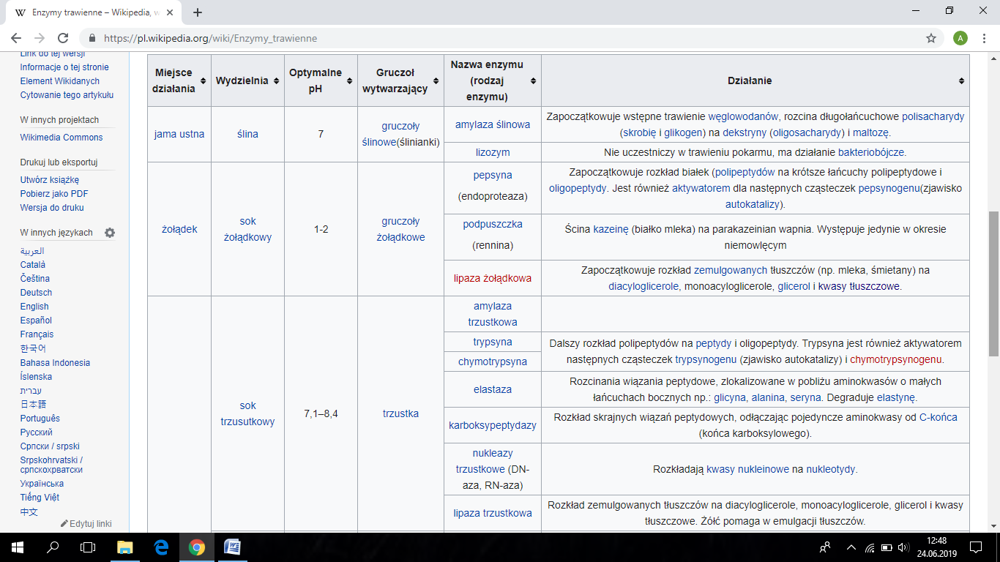 Enzymy trawienne – Wikipedia, w
https://pl.wikipedia.org/wiki/Enzymy_trawienne
A
Link do tej wersji
Informacje o tej stronie
Element Wikidanych
Cytowanie tego artykułu
W innych projektach
Wikimedia Commons
Drukuj lub eksportuj
Utwórz książkę
Pobierz jako PDF
Wersja do druku
W innych językach
العربية
Català
Čeština
Deutsch
English
Español
Français
한국어
Bahasa Indonesia
Íslenska
עברית
日本語
Português
Русский
Српски / srpski
Srpskohrvatski /
српскохрватски
Українська
Tiếng Việt
中文
Edytuj linki
Miejsce
działania
Wydzielnia
Optymalne
pH
Gruczoł
wytwarzający
Nazwa enzymu
(rodzaj
enzymu)
Działanie
jama ustna
ślina
7
gruczoły
ślinowe(ślinianki)
amylaza ślinowa
Zapoczątkowuje wstępne trawienie węglowodanów, rozcina długołańcuchowe polisacharydy
(skrobię i glikogen) na dekstryny (oligosacharydy) i maltozę.
lizozym
Nie uczestniczy w trawieniu pokarmu, ma działanie bakteriobójcze.
żołądek
sok
żołądkowy
1-2
gruczoły
żołądkowe
pepsyna
(endoproteaza)
Zapoczątkowuje rozkład białek (polipeptydów na krótsze łańcuchy polipeptydowe i
oligopeptydy. Jest również aktywatorem dla następnych cząsteczek pepsynogenu(zjawisko
autokatalizy).
podpuszczka
(rennina)
Ścina kazeinę (białko mleka) na parakazeinian wapnia. Występuje jedynie w okresie
niemowlęcym
lipaza żołądkowa
Zapoczątkowuje rozkład zemulgowanych tłuszczów (np. mleka, śmietany) na
diacyloglicerole, monoacyloglicerole, glicerol i kwasy tłuszczowe.
sok
trzusutkowy
7,1–8,4
trzustka
amylaza
trzustkowa
trypsyna
chymotrypsyna
Dalszy rozkład polipeptydów na peptydy i oligopeptydy. Trypsyna jest również aktywatorem
następnych cząsteczek trypsynogenu (zjawisko autokatalizy) i chymotrypsynogenu.
elastaza
Rozcinania wiązania peptydowe, zlokalizowane w pobliżu aminokwasów o małych
łańcuchach bocznych np.: glicyna, alanina, seryna. Degraduje elastynę.
karboksypeptydazy
Rozkład skrajnych wiązań peptydowych, odłączając pojedyncze aminokwasy od C-końca
(końca karboksylowego).
nukleazy
trzustkowe (DN-
aza, RN-aza)
Rozkładają kwasy nukleinowe na nukleotydy.
lipaza trzustkowa
Rozkład zemulgowanych tłuszczów na diacyloglicerole, monoacyloglicerole, glicerol i kwasy
tłuszczowe. Żółć pomaga w emulgacji tłuszczów.
12:48
24.06.2019